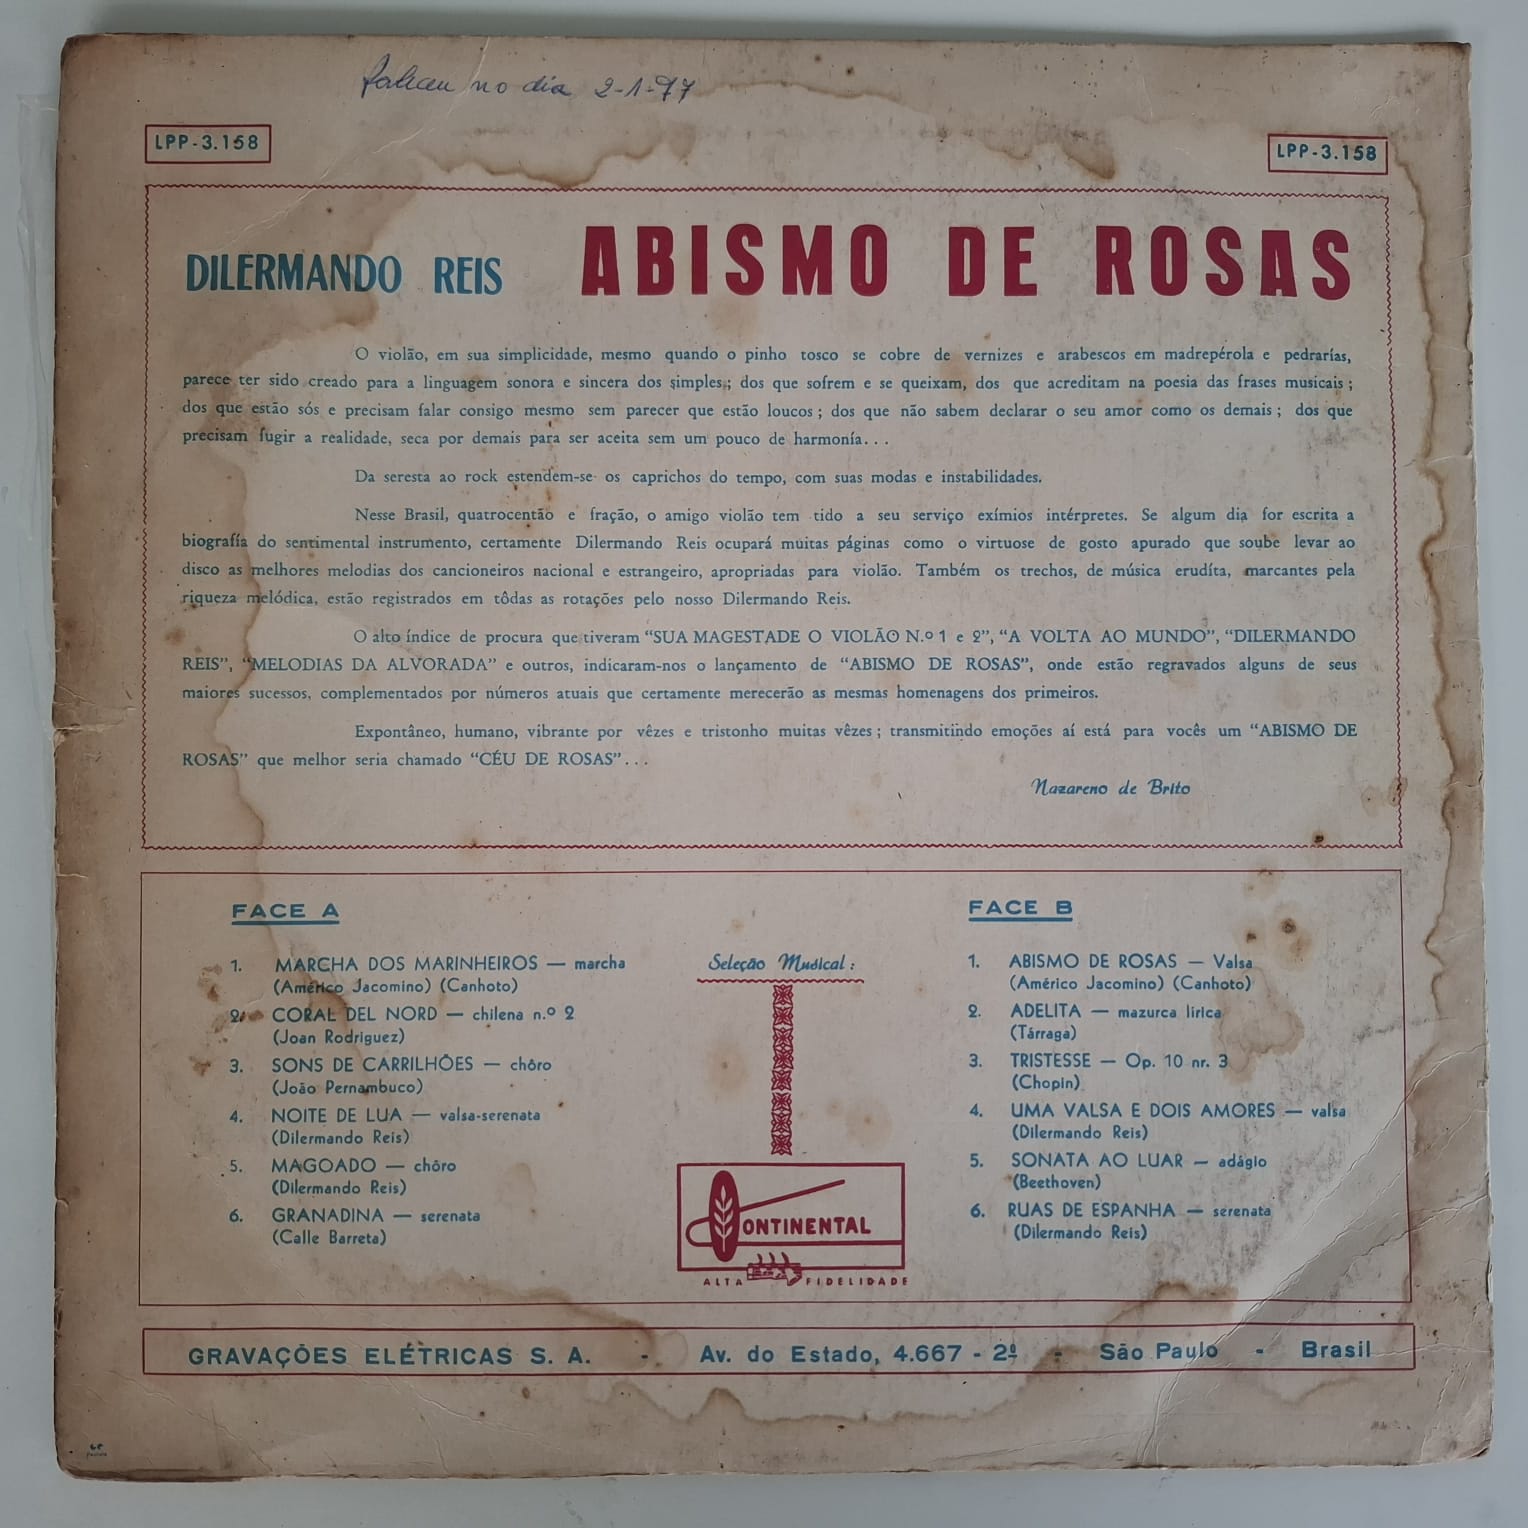 faleceu no dia 2-1-77
LPP-3.158
LPP-3.158
DILERMANDO REIS ABISMO DE ROSAS
O violão, em sua simplicidade, mesmo quando o pinho tosco se cobre de vernizes e arabescos em madrepérola e pedrarías,
parece ter sido creado para a linguagem sonora e sincera dos simples; dos que sofrem e se queixam, dos que acreditam na poesia das frases musicais;
dos que estão sós e precisam falar consigo mesmo sem parecer que estão loucos; dos que não sabem declarar o seu amor como os demais; dos que
precisam fugir a realidade, seca por demais para ser aceita sem um pouco de harmonía...
Da seresta ao rock estendem-se os caprichos do tempo, com suas modas e instabilidades.
Nesse Brasil, quatrocentão e fração, o amigo violão tem tido a seu serviço exímios intérpretes. Se algum dia for escrita a
biografía do sentimental instrumento, certamente Dilermando Reis ocupará muitas páginas como o virtuose de gosto apurado que soube levar ao
disco as melhores melodias dos cancioneiros nacional e estrangeiro, apropriadas para violão. Também os trechos, de música erudíta, marcantes pela
riqueza melódica, estão registrados em tôdas as rotações pelo nosso Dilermando Reis.
O alto índice de procura que tiveram "SUA MAGESTADE O VIOLÃO N.º 1 e 2", "A VOLTA AO MUNDO", "DILERMANDO
REIS", "MELODIAS DA ALVORADA" e outros, indicaram-nos o lançamento de "ABISMO DE ROSAS", onde estão regravados alguns de seus
maiores sucessos, complementados por números atuais que certamente merecerão as mesmas homenagens dos primeiros.
Expontâneo, humano, vibrante por vêzes e tristonho muitas vêzes; transmitindo emoções aí está para vocês um "ABISMO DE
ROSAS" que melhor seria chamado "CÉU DE ROSAS"...
Nazareno de Brito
FACE A
1. MARCHA DOS MARINHEIROS — marcha
(Américo Jacomino) (Canhoto)
2. CORAL DEL NORD — chilena n.º 2
(Joan Rodriguez)
3. SONS DE CARRILHÕES — chôro
(João Pernambuco)
4. NOITE DE LUA — valsa-serenata
(Dilermando Reis)
5. MAGOADO — chôro
(Dilermando Reis)
6. GRANADINA — serenata
(Calle Barreta)
Seleção Musical:
CONTINENTAL
ALTA FIDELIDADE
FACE B
1. ABISMO DE ROSAS — Valsa
(Américo Jacomino) (Canhoto)
2. ADELITA — mazurca lírica
(Tárraga)
3. TRISTESSE — Op. 10 nr. 3
(Chopin)
4. UMA VALSA E DOIS AMORES — valsa
(Dilermando Reis)
5. SONATA AO LUAR — adágio
(Beethoven)
6. RUAS DE ESPANHA — serenata
(Dilermando Reis)
GRAVAÇÕES ELÉTRICAS S. A. - Av. do Estado, 4.667 - 2º - São Paulo - Brasil